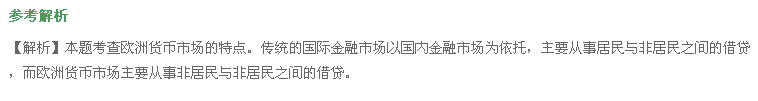 参考解析
【解析】本题考查欧洲货币市场的特点。传统的国际金融市场以国内金融市场为依托，主要从事居民与非居民之间的借贷
，而欧洲货币市场主要从事非居民与非居民之间的借贷。